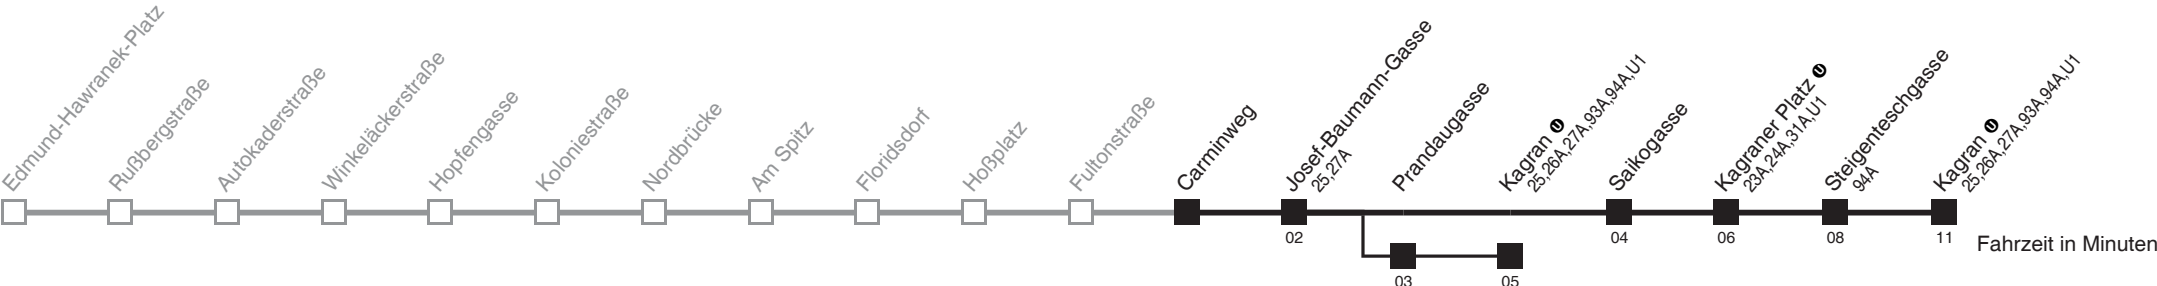 Edmund-Hawranek-Platz
Rußbergstraße
Autokaderstraße
Winkeläckerstraße
Hopfengasse
Koloniestraße
Nordbrücke
Am Spitz
Floridsdorf
Hoßplatz
Fultonstraße
Carminweg
Josef-Baumann-Gasse
25,27A
Prandaugasse
Kagran U
25,26A,27A,93A,94A,U1
Saikogasse
Kagraner Platz U
23A,24A,31A,U1
Steigenteschgasse
94A
Kagran U
25,26A,27A,93A,94A,U1
02
04
06
08
11
Fahrzeit in Minuten
03
05